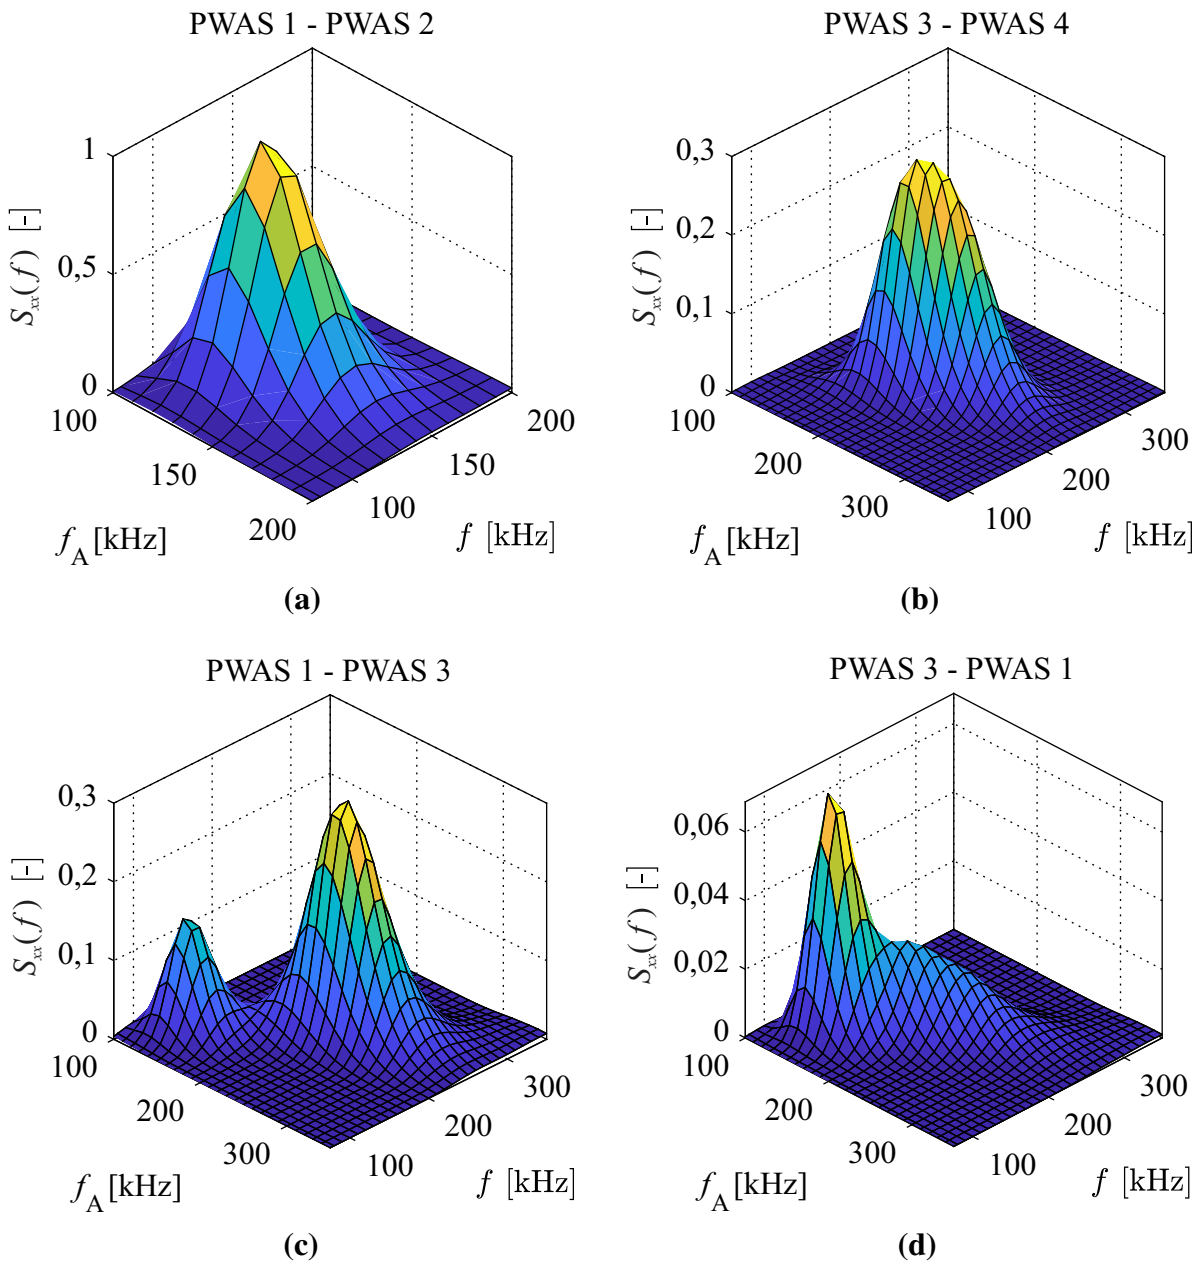 PWAS 1 - PWAS 2
S_xx(f) [-]
1
0,5
0
100
150
200
f_A [kHz]
100
150
200
f [kHz]
(a)
PWAS 3 - PWAS 4
S_xx(f) [-]
0,3
0,2
0,1
0
100
200
300
f_A [kHz]
100
200
300
f [kHz]
(b)
PWAS 1 - PWAS 3
S_xx(f) [-]
0,3
0,2
0,1
0
100
200
300
f_A [kHz]
100
200
300
f [kHz]
(c)
PWAS 3 - PWAS 1
S_xx(f) [-]
0,06
0,04
0,02
0
100
200
300
f_A [kHz]
100
200
300
f [kHz]
(d)